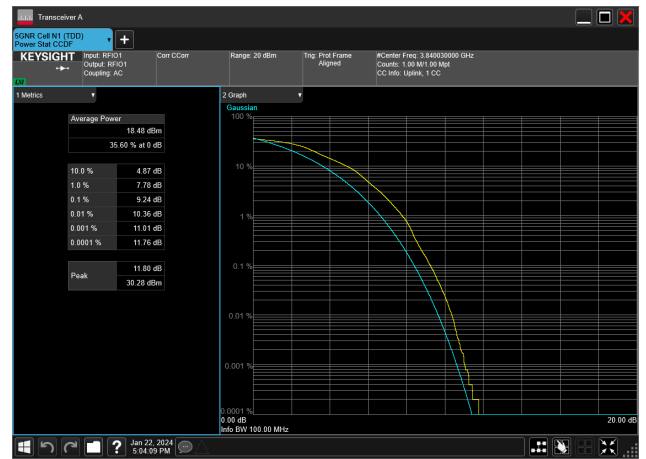 Transceiver A
5GNR Cell N1 (TDD)
Power Stat CCDF
KEYSIGHT
LW
Input: RFIO1
Output: RFIO1
Coupling: AC
Corr CCorr
Range: 20 dBm
Trig: Prot Frame
Aligned
#Center Freq: 3.840030000 GHz
Counts: 1.00 M/1.00 Mpt
CC Info: Uplink, 1 CC
1 Metrics
Average Power
18.48 dBm
35.60 % at 0 dB
10.0 % 4.87 dB
1.0 % 7.78 dB
0.1 % 9.24 dB
0.01 % 10.36 dB
0.001 % 11.01 dB
0.0001 % 11.76 dB
Peak
11.80 dB
30.28 dBm
2 Graph
Gaussian
100 %
10 %
1 %
0.1 %
0.01 %
0.001 %
0.0001 %
0.00 dB
20.00 dB
Info BW 100.00 MHz
Jan 22, 2024
5:04:09 PM